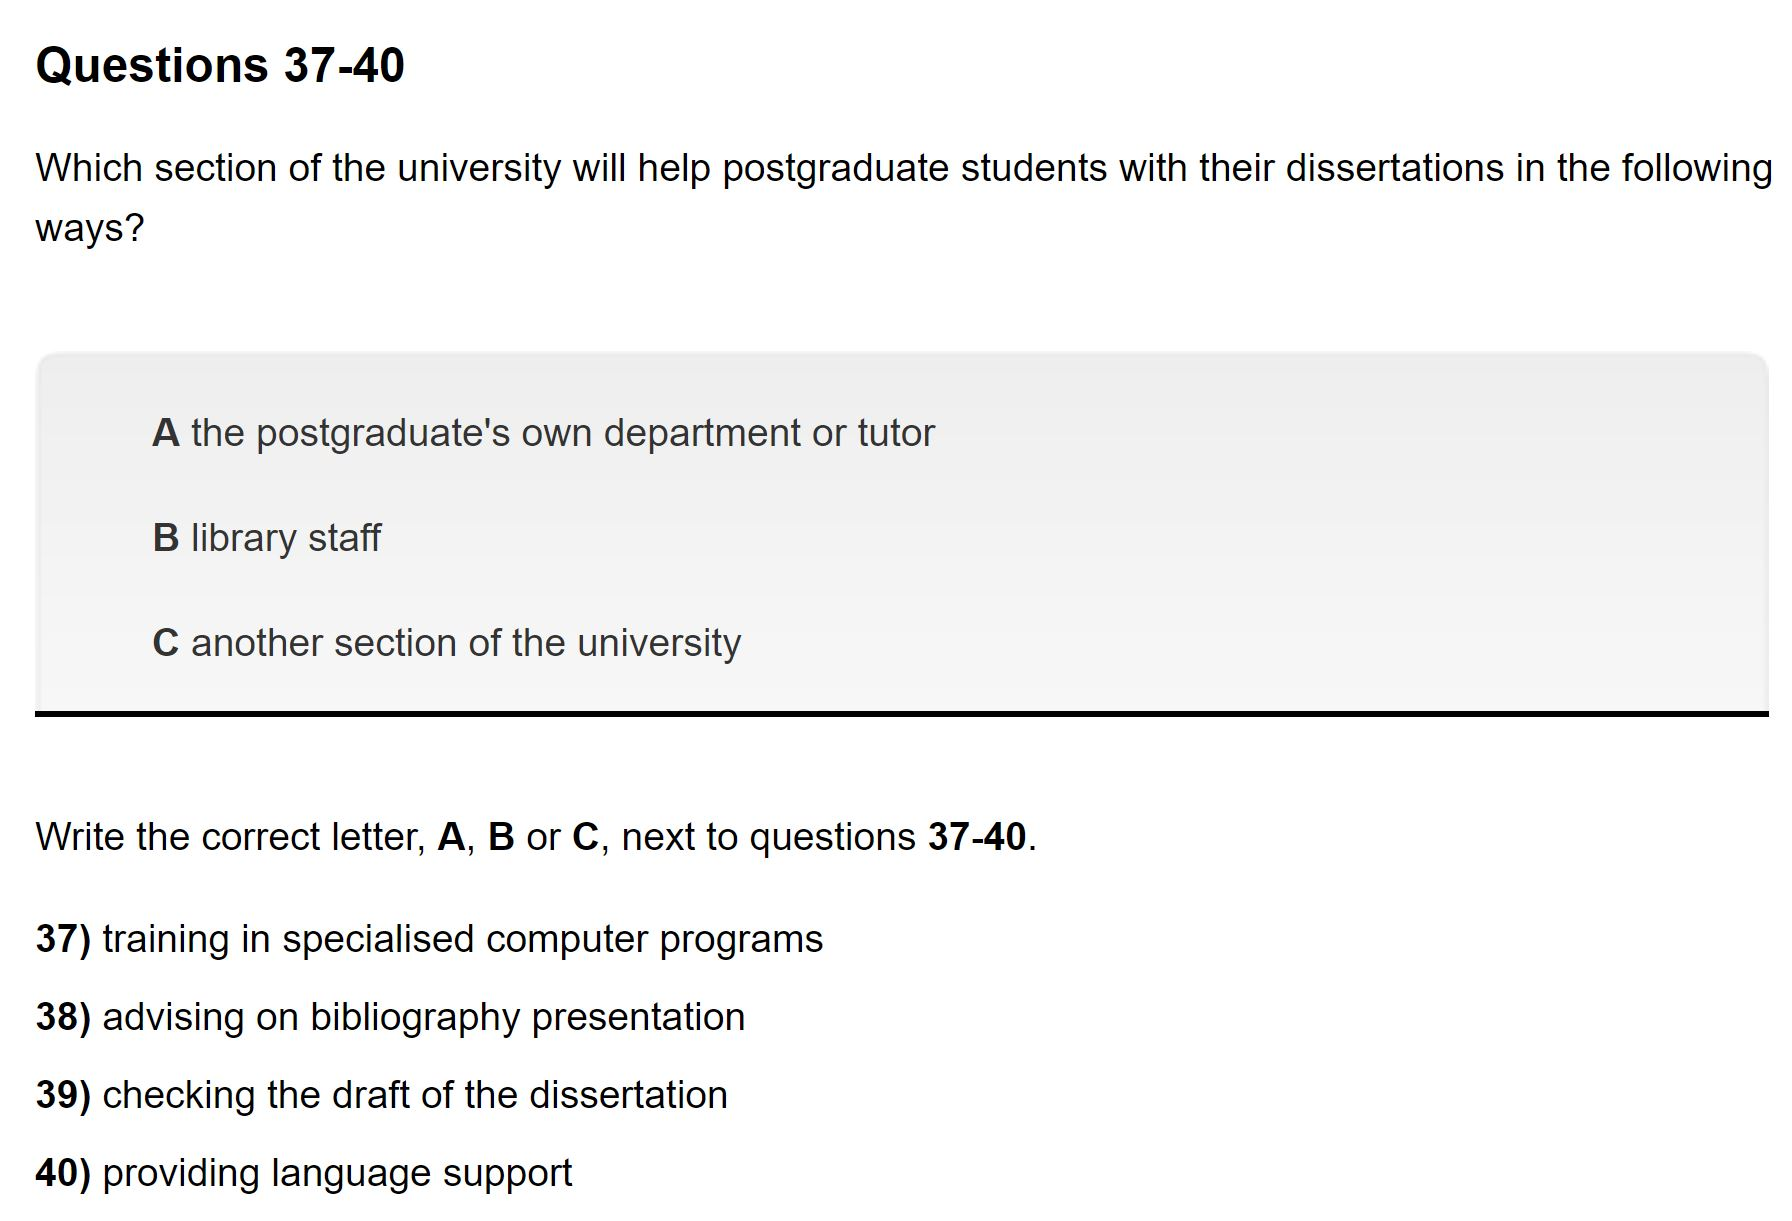 Questions 37-40
Which section of the university will help postgraduate students with their dissertations in the following
ways?
A the postgraduate's own department or tutor
B library staff
C another section of the university
Write the correct letter, A, B or C, next to questions 37-40.
37) training in specialised computer programs
38) advising on bibliography presentation
39) checking the draft of the dissertation
40) providing language support